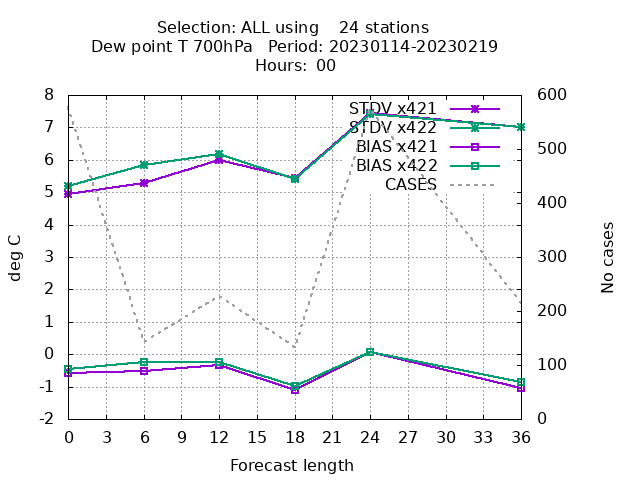 Selection: ALL using    24 stations
Dew point T 700hPa   Period: 20230114-20230219
Hours: 00
8
7
6
5
4
3
2
1
0
-1
-2
deg C
600
500
400
300
200
100
0
No cases
STDV x421
STDV x422
BIAS x421
BIAS x422
CASES
0 3 6 9 12 15 18 21 24 27 30 33 36
Forecast length